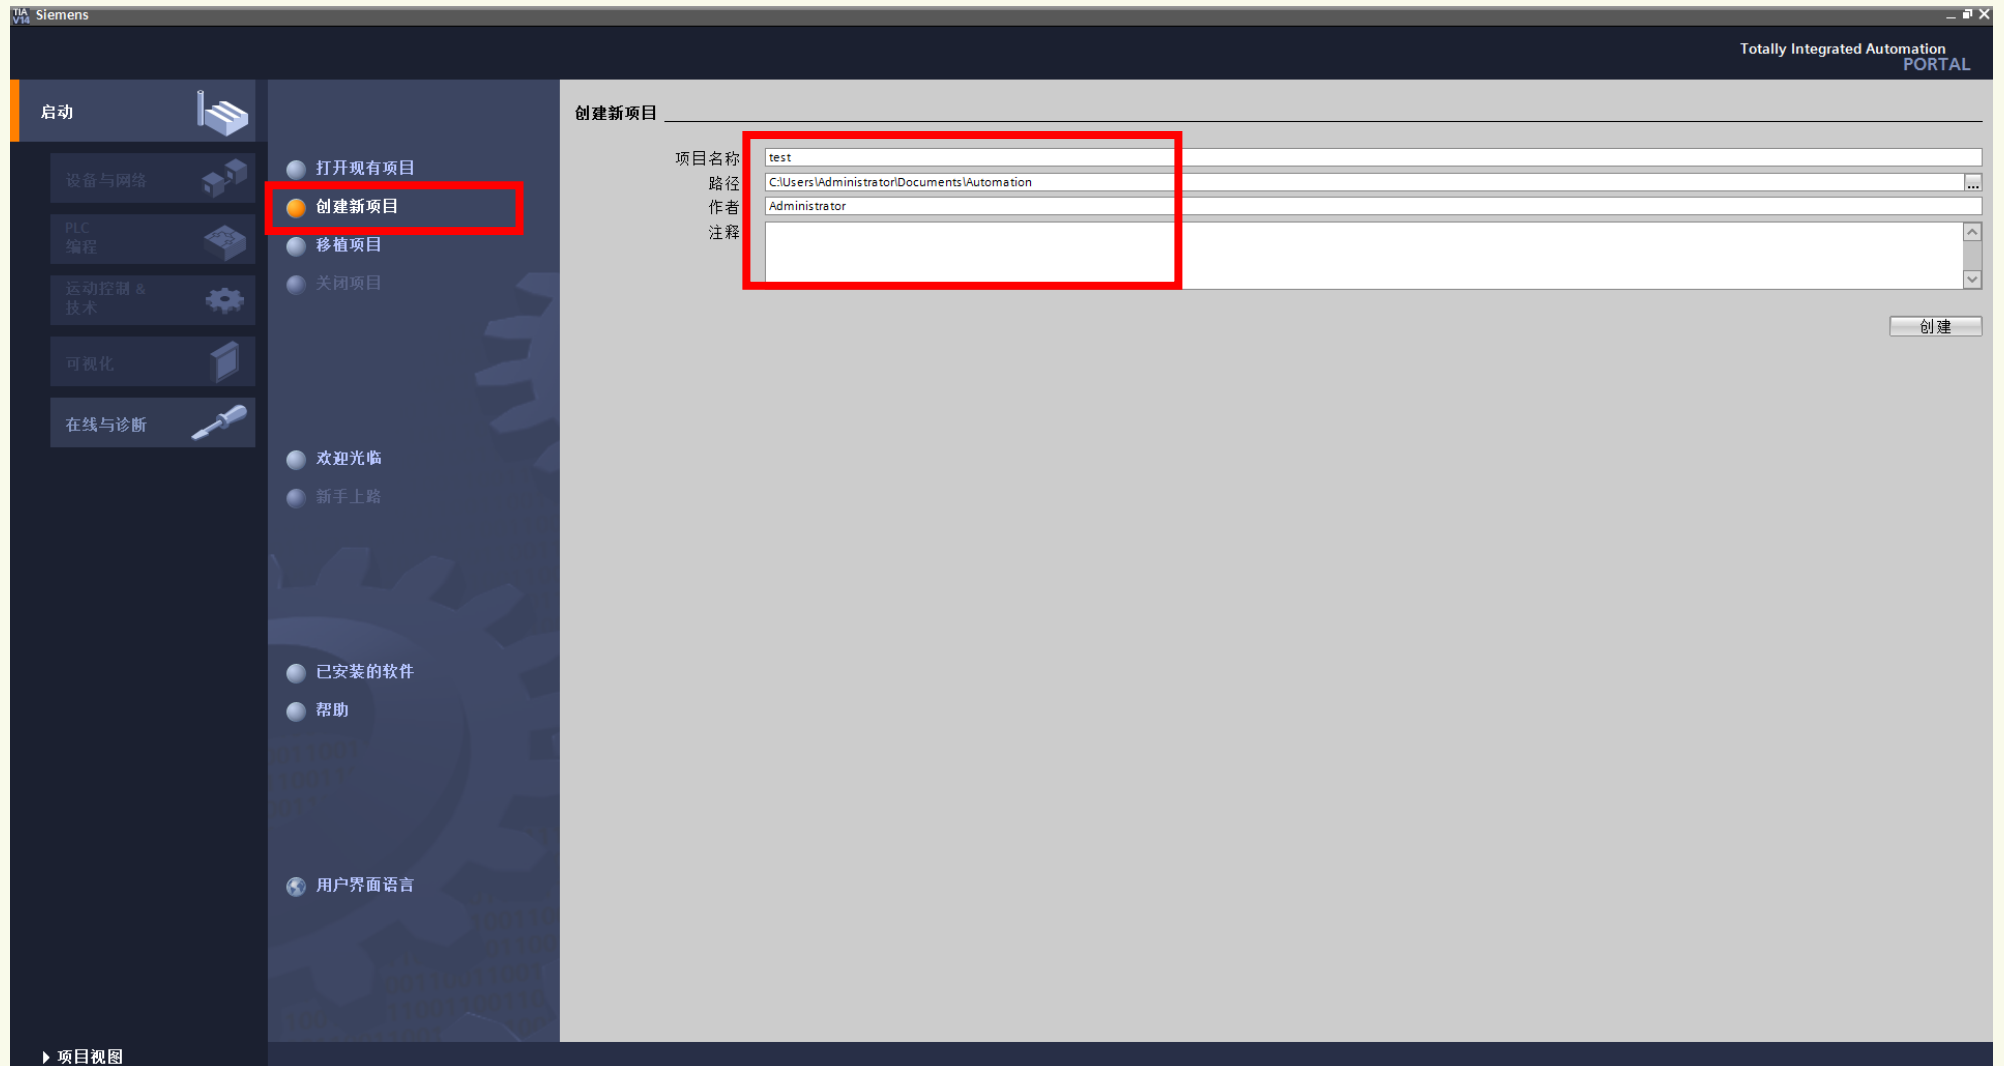 TIA
V14 Siemens
Totally Integrated Automation
PORTAL
启动
设备与网络
PLC
编程
运动控制 &
技术
可视化
在线与诊断
项目视图
打开现有项目
创建新项目
移植项目
关闭项目
欢迎光临
新手上路
已安装的软件
帮助
用户界面语言
创建新项目
项目名称 test
路径 C:\Users\Administrator\Documents\Automation
...
作者 Administrator
注释
创建